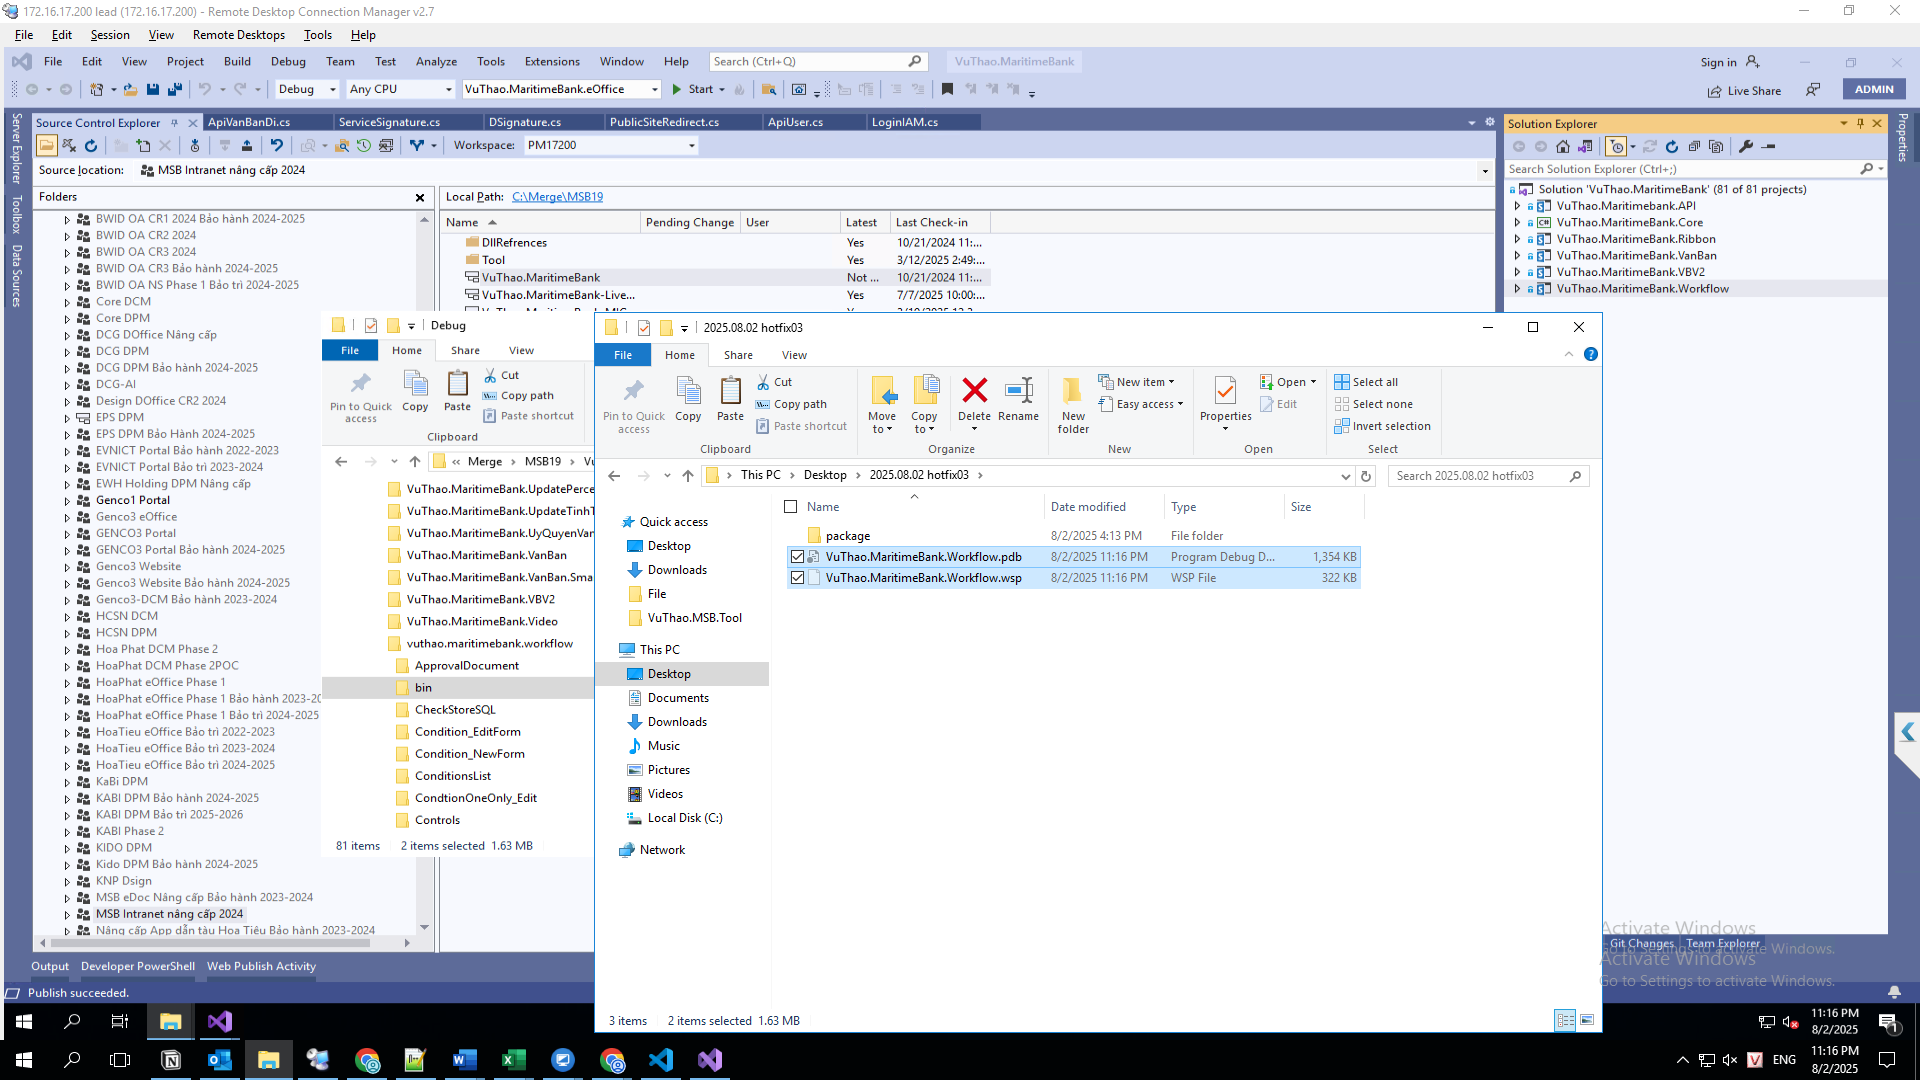 172.16.17.200 lead (172.16.17.200) - Remote Desktop Connection Manager v2.7
File Edit Session View Remote Desktops Tools Help
File Edit View Project Build Debug Team Test Analyze Tools Extensions Window Help Search (Ctrl+Q) VuThao.MaritimeBank Sign in
Debug Any CPU VuThao.MaritimeBank.eOffice Start Live Share ADMIN
Server Explorer
Toolbox
Data Sources
Source Control Explorer ApiVanBanDi.cs ServiceSignature.cs DSignature.cs PublicSiteRedirect.cs ApiUser.cs LoginIAM.cs
Workspace: PM17200
Source location: MSB Intranet nâng cấp 2024
Folders
BWID OA CR1 2024 Bảo hành 2024-2025
BWID OA CR2 2024
BWID OA CR3 2024
BWID OA CR3 Bảo hành 2024-2025
BWID OA NS Phase 1 Bảo trì 2024-2025
Core DCM
Core DPM
DCG DOffice Nâng cấp
DCG DPM
DCG DPM Bảo hành 2024-2025
DCG-AI
Design DOffice CR2 2024
EPS DPM
EPS DPM Bảo Hành 2024-2025
EVNICT Portal Bảo hành 2022-2023
EVNICT Portal Bảo trì 2023-2024
EWH Holding DPM Nâng cấp
Genco1 Portal
Genco3 eOffice
GENCO3 Portal
GENCO3 Portal Bảo hành 2024-2025
Genco3 Website
Genco3 Website Bảo hành 2024-2025
Genco3-DCM Bảo hành 2023-2024
HCSN DCM
HCSN DPM
Hoa Phat DCM Phase 2
HoaPhat DCM Phase 2POC
HoaPhat eOffice Phase 1
HoaPhat eOffice Phase 1 Bảo hành 2023-20
HoaPhat eOffice Phase 1 Bảo trì 2024-2025
HoaTieu eOffice Bảo trì 2022-2023
HoaTieu eOffice Bảo trì 2023-2024
HoaTieu eOffice Bảo trì 2024-2025
KaBi DPM
KABI DPM Bảo hành 2024-2025
KABI DPM Bảo trì 2025-2026
KABI Phase 2
KIDO DPM
Kido DPM Bảo hành 2024-2025
KNP Dsign
MSB eDoc Nâng cấp Bảo hành 2023-2024
MSB Intranet nâng cấp 2024
Nâng cấp App dẫn tàu Hoa Tiêu Bảo hành 2023-2024
Local Path: C:\Merge\MSB19
Name Pending Change User Latest Last Check-in
DllRefrences Yes 10/21/2024 11:...
Tool Yes 3/12/2025 2:49:...
VuThao.MaritimeBank Not ... 10/21/2024 11:...
VuThao.MaritimeBank-Live... Yes 7/7/2025 10:00:...
Solution Explorer
Search Solution Explorer (Ctrl+;)
Solution 'VuThao.MaritimeBank' (81 of 81 projects)
VuThao.Maritimebank.API
VuThao.MaritimeBank.Core
VuThao.MaritimeBank.Ribbon
VuThao.MaritimeBank.VanBan
VuThao.MaritimeBank.VBV2
VuThao.MaritimeBank.Workflow
Properties
Debug
File Home Share View
Pin to Quick access Copy Paste Cut Copy path Paste shortcut
Clipboard
« Merge MSB19 Vu
VuThao.MaritimeBank.UpdatePerce
VuThao.MaritimeBank.UpdateTinhT
VuThao.MaritimeBank.UyQuyenVan
VuThao.MaritimeBank.VanBan
VuThao.MaritimeBank.VanBan.Sma
VuThao.MaritimeBank.VBV2
VuThao.MaritimeBank.Video
vuthao.maritimebank.workflow
ApprovalDocument
bin
CheckStoreSQL
Condition_EditForm
Condition_NewForm
ConditionsList
CondtionOneOnly_Edit
Controls
81 items 2 items selected 1.63 MB
2025.08.02 hotfix03
File Home Share View
Pin to Quick access Copy Paste Cut Copy path Paste shortcut Move to Copy to Delete Rename New folder New item Easy access Properties Open Edit Select all Select none Invert selection
Clipboard Organize New Open Select
This PC Desktop 2025.08.02 hotfix03 Search 2025.08.02 hotfix03
Quick access
Desktop
Downloads
File
VuThao.MSB.Tool
This PC
Desktop
Documents
Downloads
Music
Pictures
Videos
Local Disk (C:)
Network
Name Date modified Type Size
package 8/2/2025 4:13 PM File folder
VuThao.MaritimeBank.Workflow.pdb 8/2/2025 11:16 PM Program Debug D... 1,354 KB
VuThao.MaritimeBank.Workflow.wsp 8/2/2025 11:16 PM WSP File 322 KB
3 items 2 items selected 1.63 MB
Activate Windows
Git Changes Team Explorer
Go to Settings to activate Windows.
Activate Windows
Go to Settings to activate Windows.
Output Developer PowerShell Web Publish Activity
Publish succeeded.
11:16 PM
8/2/2025
1
ENG
11:16 PM
8/2/2025